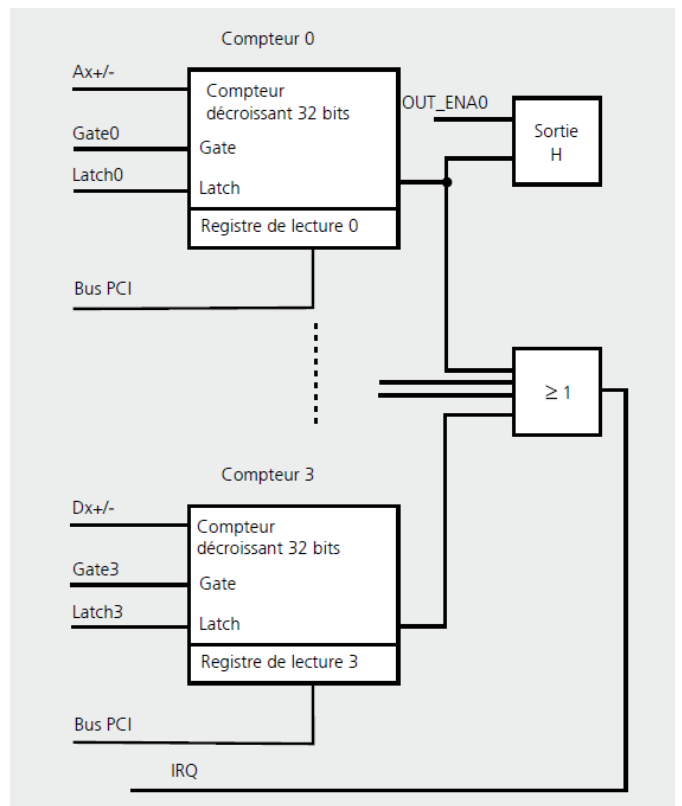 Compteur 0
Ax+/-
Compteur
décroissant 32 bits
OUT_ENA0
Sortie
H
Gate0
Gate
Latch0
Latch
Registre de lecture 0
Bus PCI
≥ 1
Compteur 3
Dx+/-
Compteur
décroissant 32 bits
Gate3
Gate
Latch3
Latch
Registre de lecture 3
Bus PCI
IRQ